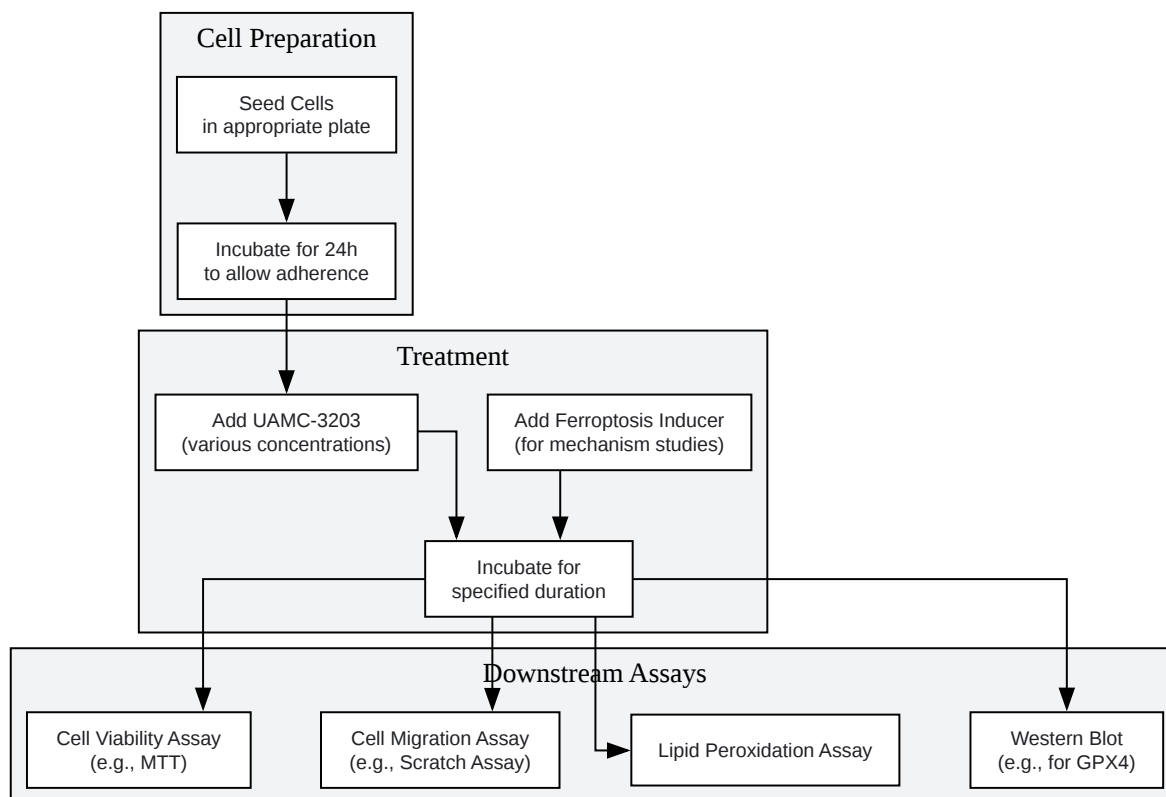 Cell Preparation
Seed Cells
in appropriate plate
Incubate for 24h
to allow adherence
Treatment
Add UAMC-3203
(various concentrations)
Add Ferroptosis Inducer
(for mechanism studies)
Incubate for
specified duration
Downstream Assays
Cell Viability Assay
(e.g., MTT)
Cell Migration Assay
(e.g., Scratch Assay)
Lipid Peroxidation Assay
Western Blot
(e.g., for GPX4)